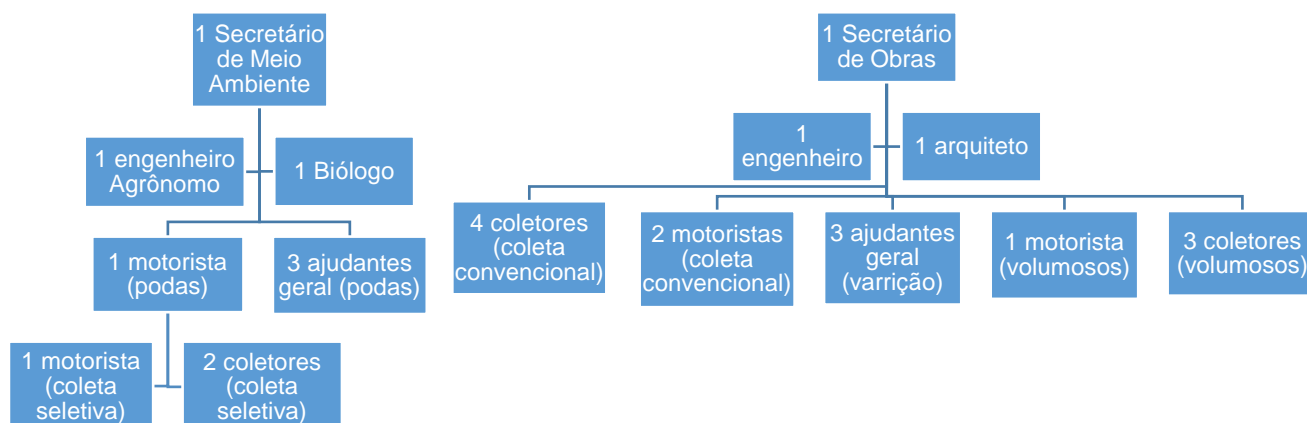 1 Secretário
de Meio
Ambiente
1 engenheiro
Agrônomo
1 Biólogo
1 motorista
(podas)
3 ajudantes
geral (podas)
1 motorista
(coleta
seletiva)
2 coletores
(coleta
seletiva)
1 Secretário
de Obras
1
engenheiro
1 arquiteto
4 coletores
(coleta
convencional)
2 motoristas
(coleta
convencional)
3 ajudantes
geral
(varrição)
1 motorista
(volumosos)
3 coletores
(volumosos)